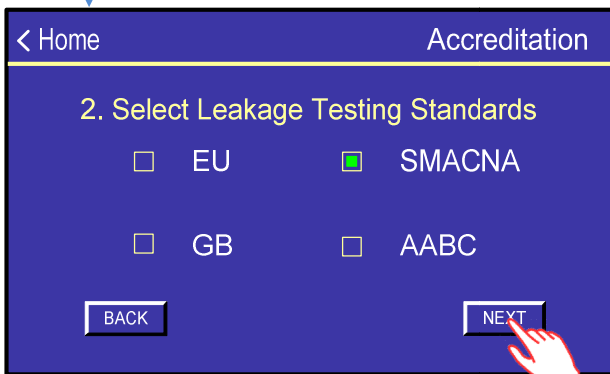 < Home Accreditation
2. Select Leakage Testing Standards
EU SMACNA
GB AABC
BACK NEXT